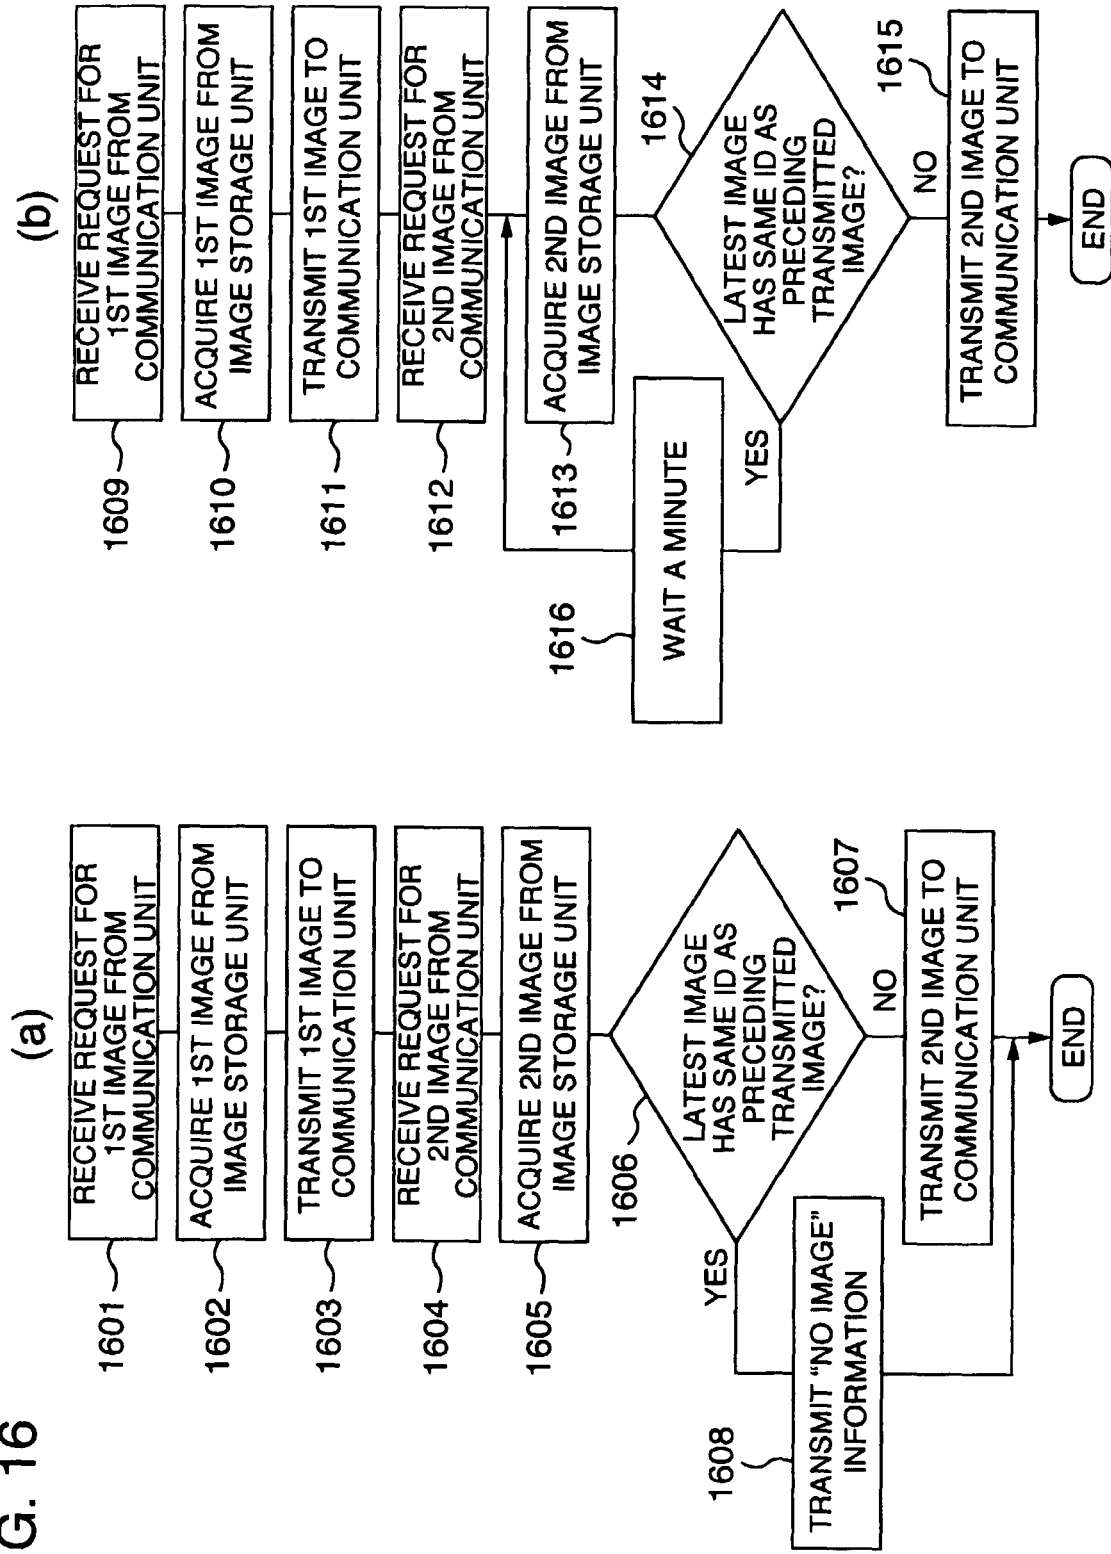 G. 16
(a)
1601
RECEIVE REQUEST FOR
1ST IMAGE FROM
COMMUNICATION UNIT
1602
ACQUIRE 1ST IMAGE FROM
IMAGE STORAGE UNIT
1603
TRANSMIT 1ST IMAGE TO
COMMUNICATION UNIT
1604
RECEIVE REQUEST FOR
2ND IMAGE FROM
COMMUNICATION UNIT
1605
ACQUIRE 2ND IMAGE FROM
IMAGE STORAGE UNIT
1606
LATEST IMAGE
HAS SAME ID AS
PRECEDING
TRANSMITTED
IMAGE?
YES
NO
1608
TRANSMIT “NO IMAGE”
INFORMATION
1607
TRANSMIT 2ND IMAGE TO
COMMUNICATION UNIT
END
(b)
1609
RECEIVE REQUEST FOR
1ST IMAGE FROM
COMMUNICATION UNIT
1610
ACQUIRE 1ST IMAGE FROM
IMAGE STORAGE UNIT
1611
TRANSMIT 1ST IMAGE TO
COMMUNICATION UNIT
1612
RECEIVE REQUEST FOR
2ND IMAGE FROM
COMMUNICATION UNIT
1613
ACQUIRE 2ND IMAGE FROM
IMAGE STORAGE UNIT
1614
LATEST IMAGE
HAS SAME ID AS
PRECEDING
TRANSMITTED
IMAGE?
YES
NO
1616
WAIT A MINUTE
1615
TRANSMIT 2ND IMAGE TO
COMMUNICATION UNIT
END